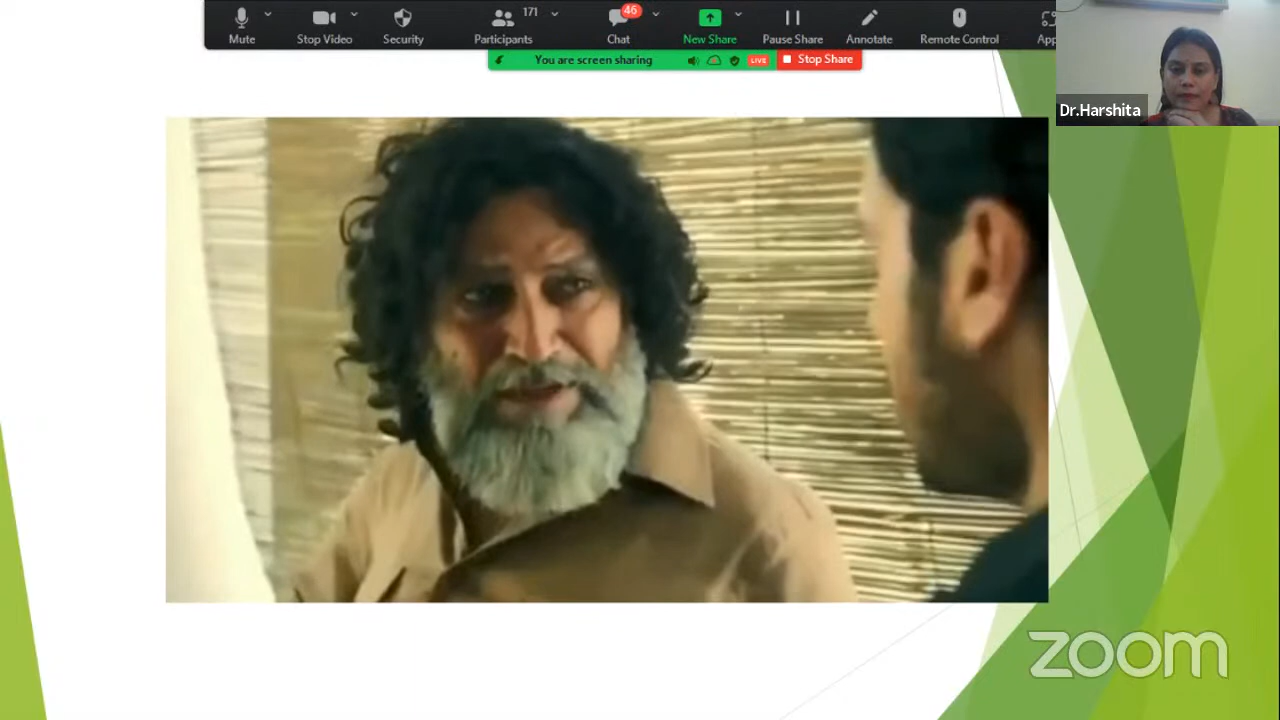 Mute
Stop Video
Security
Participants
171
Chat
46
New Share
Pause Share
Annotate
Remote Control
You are screen sharing
LIVE
Stop Share
Dr.Harshita
zoom